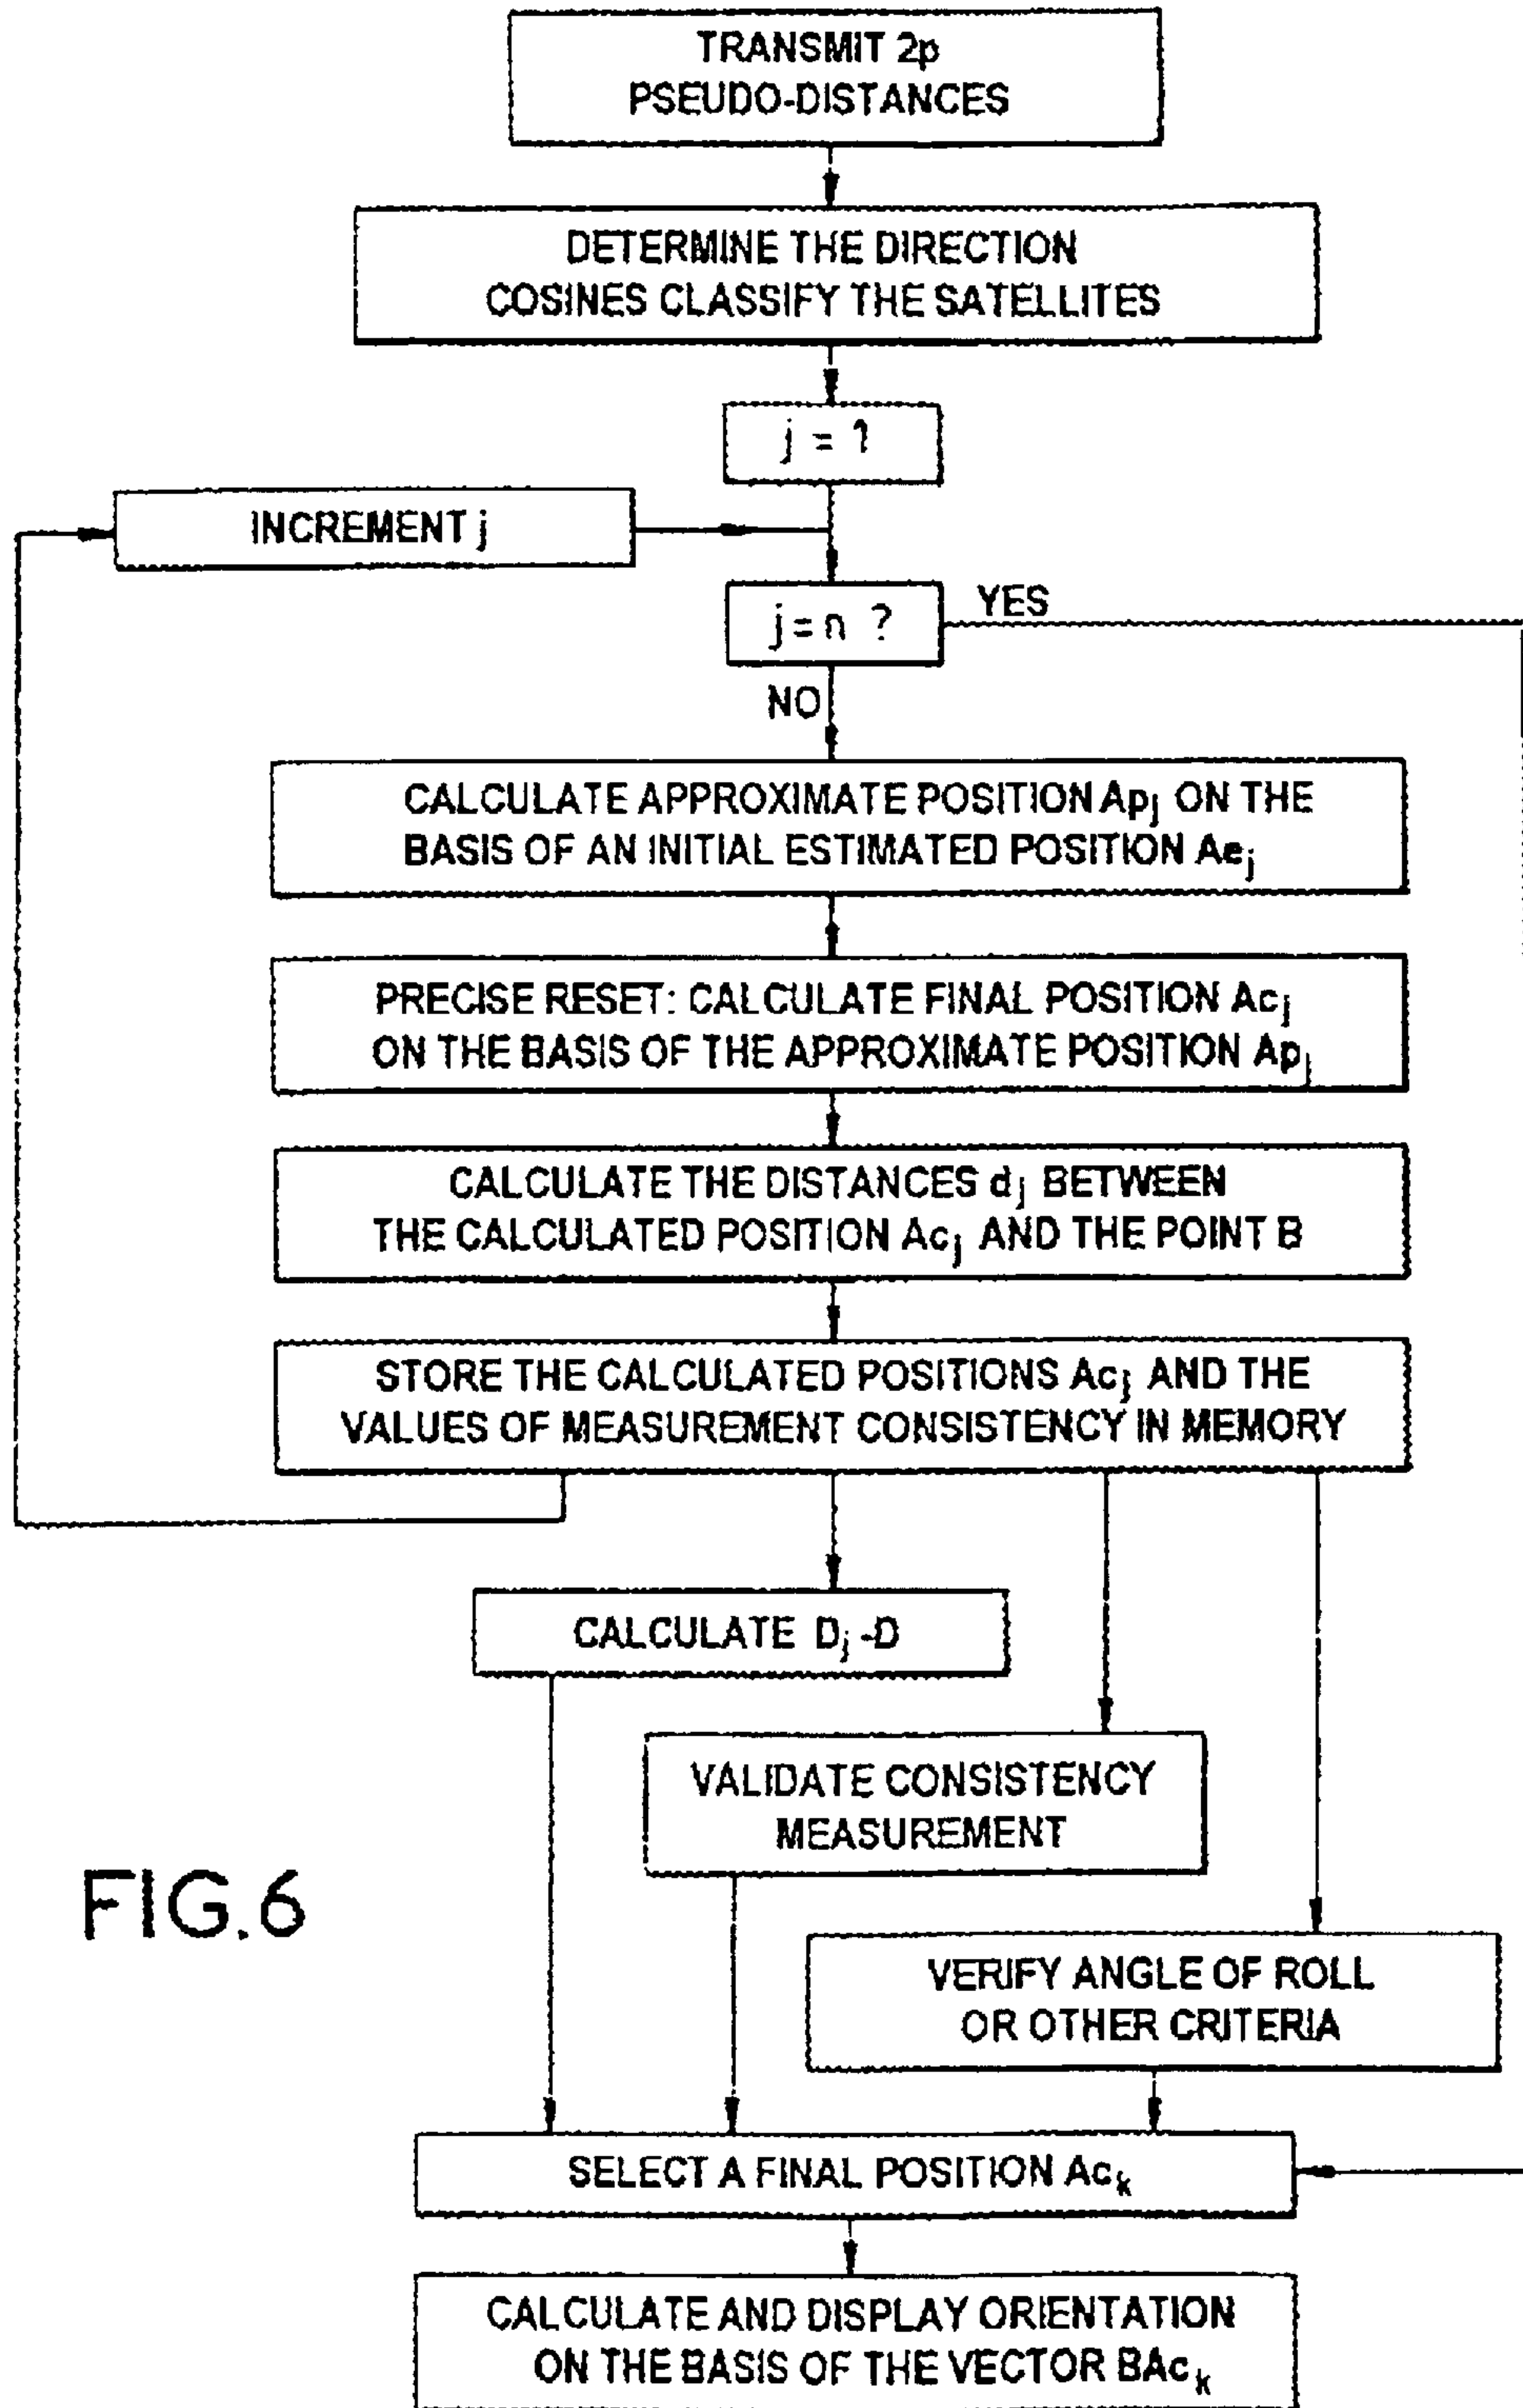 TRANSMIT 2p
PSEUDO-DISTANCES
DETERMINE THE DIRECTION
COSINES CLASSIFY THE SATELLITES
j = 1
INCREMENT j
j=n ?
YES
NO
CALCULATE APPROXIMATE POSITION Apj ON THE
BASIS OF AN INITIAL ESTIMATED POSITION Aej
PRECISE RESET: CALCULATE FINAL POSITION Acj
ON THE BASIS OF THE APPROXIMATE POSITION Apj
CALCULATE THE DISTANCES dj BETWEEN
THE CALCULATED POSITION Acj AND THE POINT B
STORE THE CALCULATED POSITIONS Acj AND THE
VALUES OF MEASUREMENT CONSISTENCY IN MEMORY
CALCULATE Dj -D
VALIDATE CONSISTENCY
MEASUREMENT
FIG.6
VERIFY ANGLE OF ROLL
OR OTHER CRITERIA
SELECT A FINAL POSITION Ack
CALCULATE AND DISPLAY ORIENTATION
ON THE BASIS OF THE VECTOR BAck